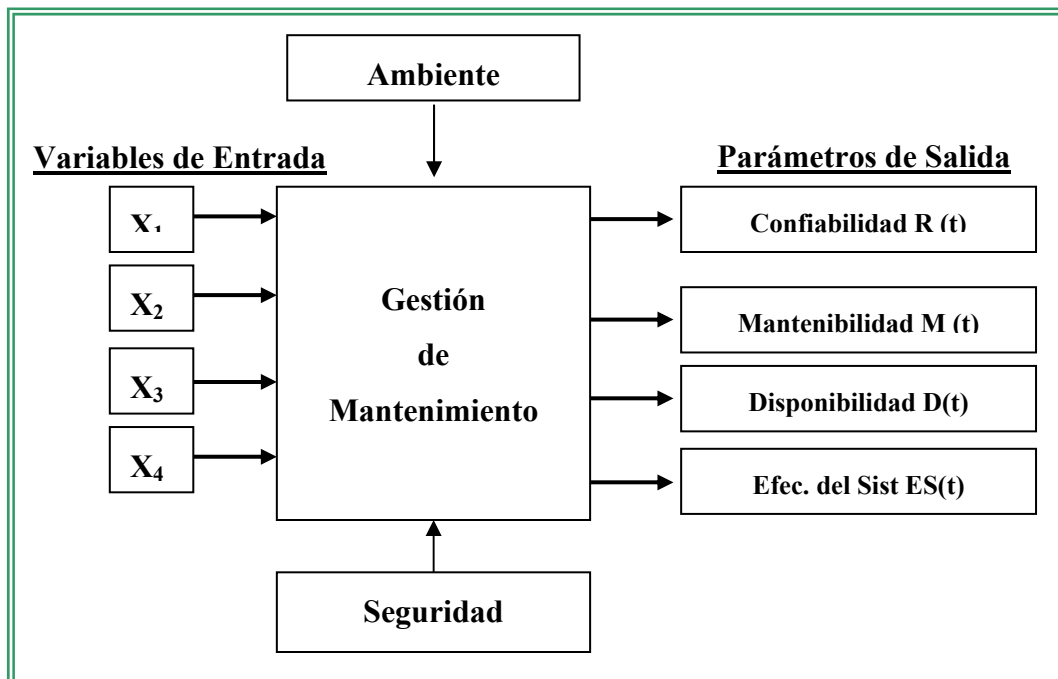 Ambiente
Variables de Entrada
Parámetros de Salida
X₁
X₂
X₃
X₄
Gestión
de
Mantenimiento
Confiabilidad R (t)
Mantenibilidad M (t)
Disponibilidad D(t)
Efec. del Sist ES(t)
Seguridad